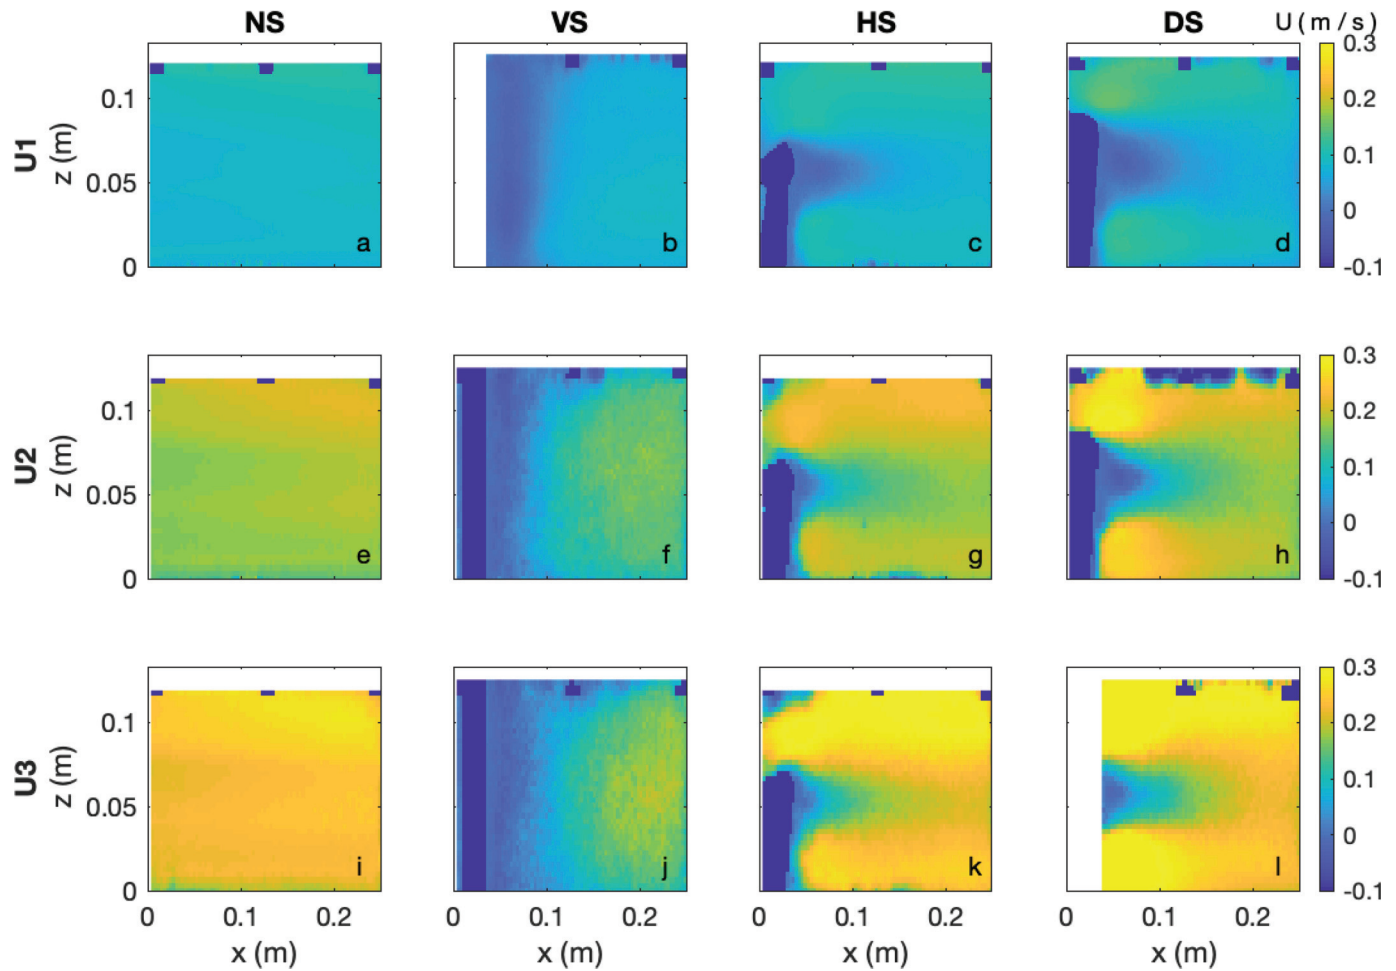 NS VS HS DS U (m / s)
U1
z (m)
0.1
0.05
0
a b c d
0.3
0.2
0.1
0
-0.1
U2
z (m)
0.1
0.05
0
e f g h
0.3
0.2
0.1
0
-0.1
U3
z (m)
0.1
0.05
0
i j k l
0.3
0.2
0.1
0
-0.1
0 0.1 0.2 0 0.1 0.2 0 0.1 0.2 0 0.1 0.2
x (m) x (m) x (m) x (m)